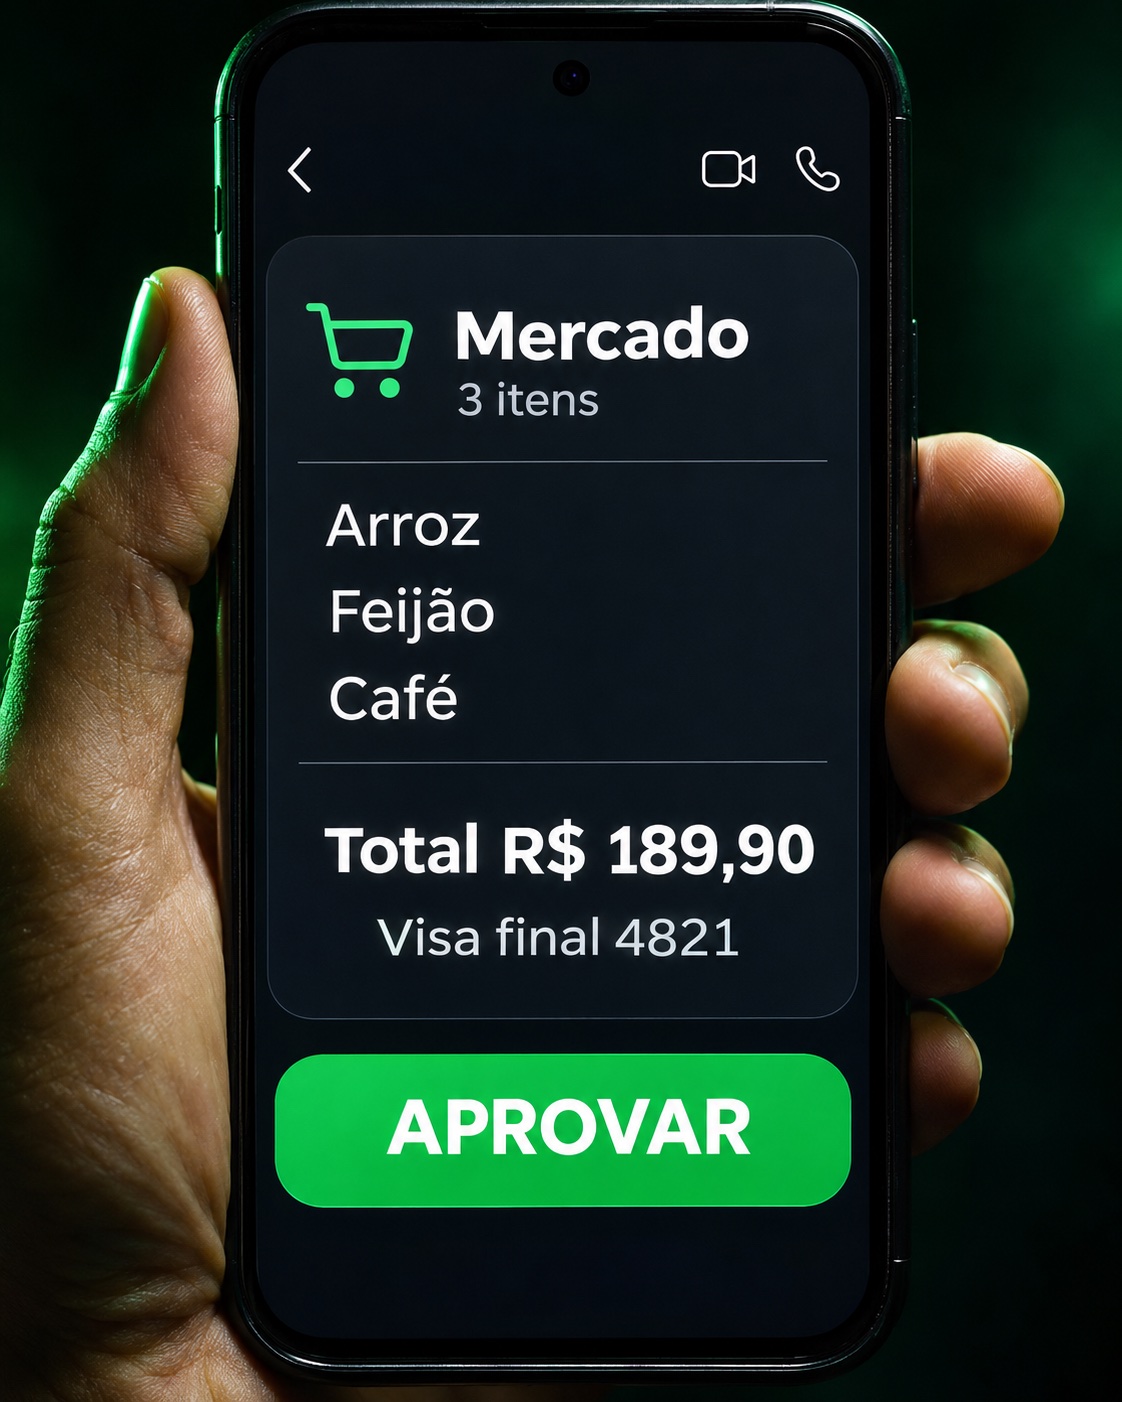 Mercado
3 itens
Arroz
Feijão
Café
Total R$ 189,90
Visa final 4821
APROVAR